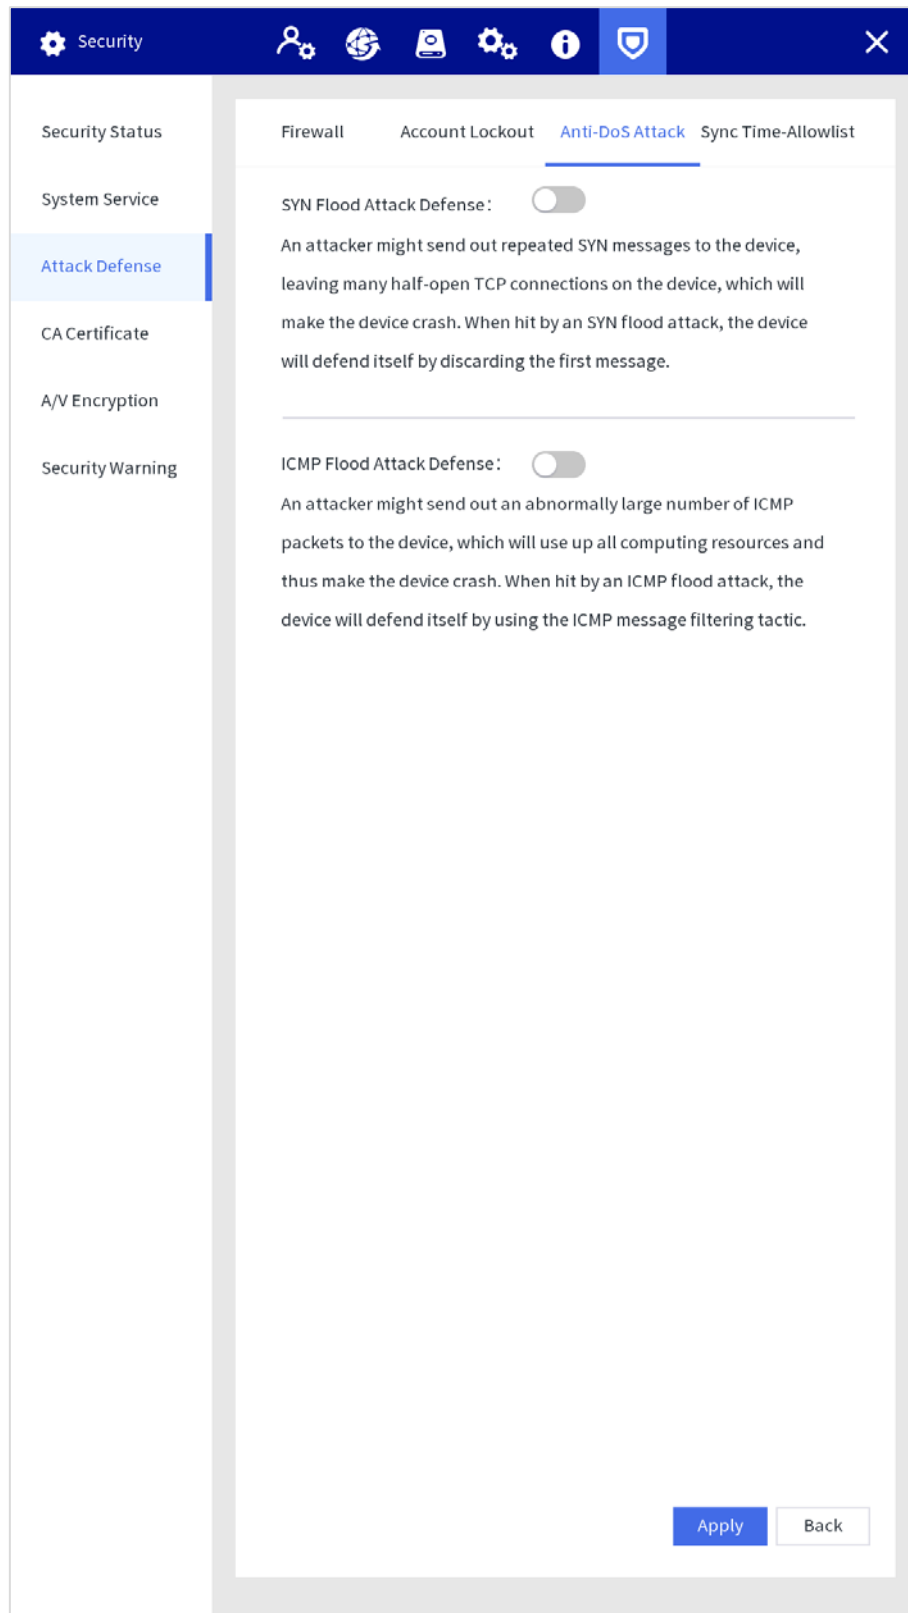 Security
Security Status
System Service
Attack Defense
CA Certificate
A/V Encryption
Security Warning
Firewall
Account Lockout
Anti-DoS Attack
Sync Time-Allowlist
SYN Flood Attack Defense:
An attacker might send out repeated SYN messages to the device,
leaving many half-open TCP connections on the device, which will
make the device crash. When hit by an SYN flood attack, the device
will defend itself by discarding the first message.
ICMP Flood Attack Defense:
An attacker might send out an abnormally large number of ICMP
packets to the device, which will use up all computing resources and
thus make the device crash. When hit by an ICMP flood attack, the
device will defend itself by using the ICMP message filtering tactic.
Apply
Back